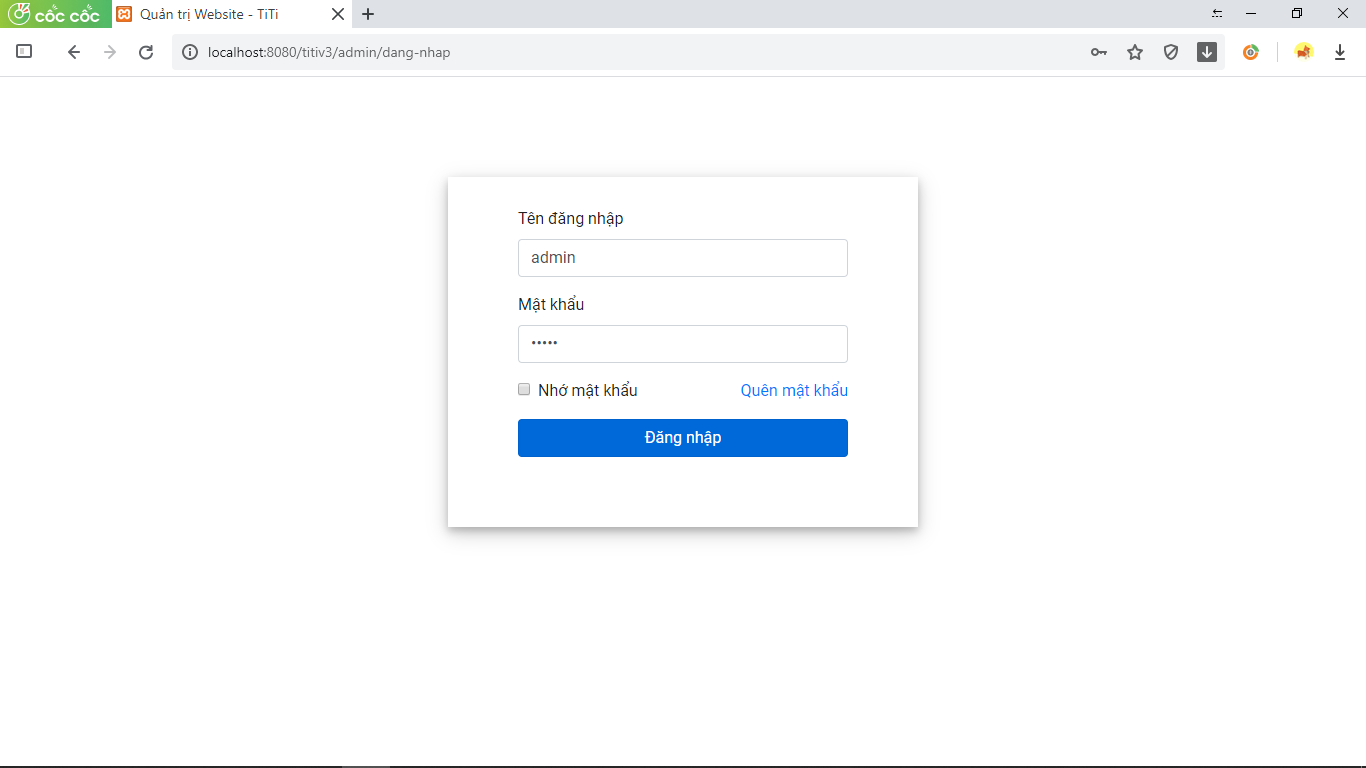 cốc cốc
Quản trị Website - TiTi
localhost:8080/titiv3/admin/dang-nhap
Tên đăng nhập
admin
Mật khẩu
•••••
Nhớ mật khẩu
Quên mật khẩu
Đăng nhập